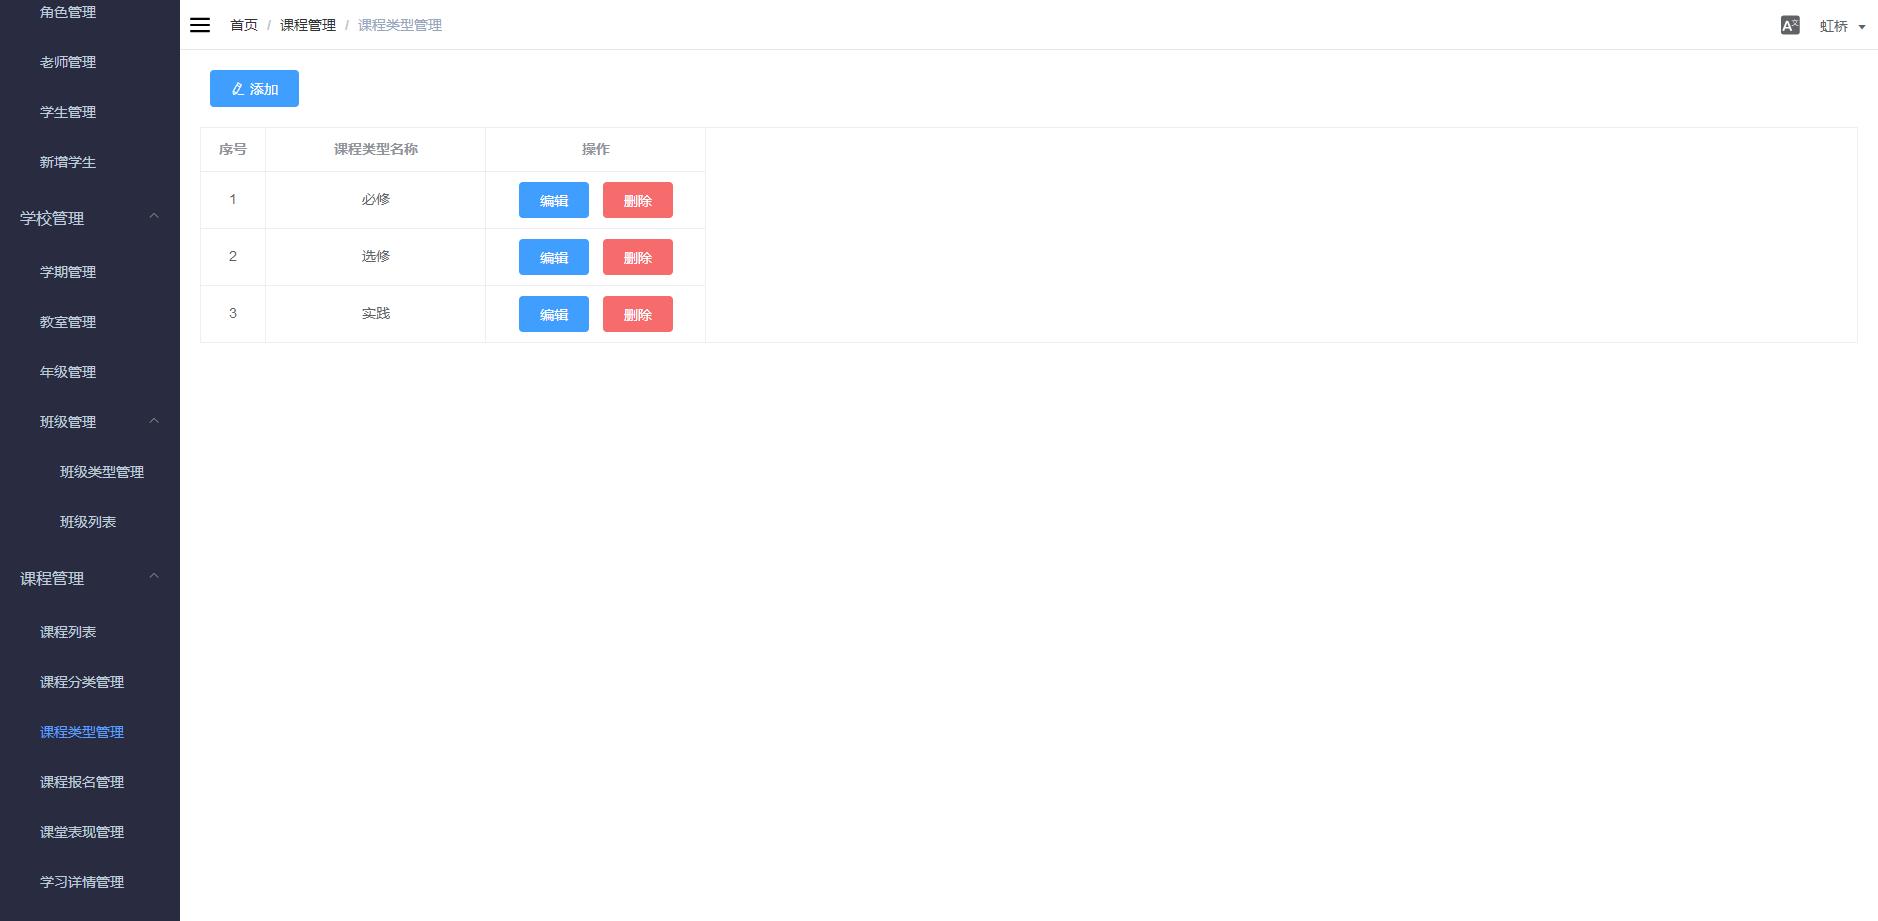 角色管理
老师管理
学生管理
新增学生
学校管理
学期管理
教室管理
年级管理
班级管理
班级类型管理
班级列表
课程管理
课程列表
课程分类管理
课程类型管理
课程报名管理
课堂表现管理
学习详情管理
首页 / 课程管理 / 课程类型管理
A文 虹桥
添加
序号 课程类型名称 操作
1 必修 编辑 删除
2 选修 编辑 删除
3 实践 编辑 删除